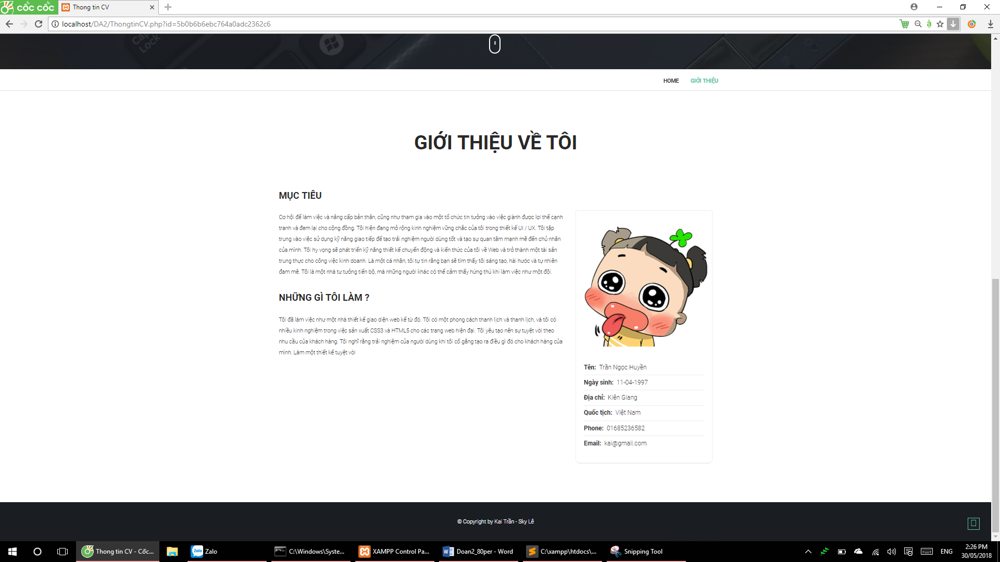 cốc cốc
Thong tin CV
localhost/DA2/ThongtinCV.php?id=5b0b6b6ebc764a0adc2362c6
Caps Lock
HOME GIỚI THIỆU
GIỚI THIỆU VỀ TÔI
MỤC TIÊU
Cơ hội để làm việc và nâng cấp bản thân, cũng như tham gia vào một tổ chức tin tưởng vào việc giành được lợi thế cạnh
tranh và đem lại cho cộng đồng. Tôi hiện đang mở rộng kinh nghiệm vững chắc của tôi trong thiết kế UI / UX. Tôi tập
trung vào việc sử dụng kỹ năng giao tiếp để tạo trải nghiệm người dùng tốt và tạo sự quan tâm mạnh mẽ đến chủ nhân
của mình. Tôi hy vọng sẽ phát triển kỹ năng thiết kế chuyển động và kiến thức của tôi về Web và trở thành một tài sản
trung thực cho công việc kinh doanh. Là một cá nhân, tôi tự tin rằng bạn sẽ tìm thấy tôi sáng tạo, hài hước và tự nhiên
đam mê. Tôi là một nhà tư tưởng tiến bộ, mà những người khác có thể cảm thấy hứng thú khi làm việc như một đội.
NHỮNG GÌ TÔI LÀM ?
Tôi đã làm việc như một nhà thiết kế giao diện web kể từ đó. Tôi có một phong cách thanh lịch và thanh lịch, và tôi có
nhiều kinh nghiệm trong việc sản xuất CSS3 và HTML5 cho các trang web hiện đại. Tôi yêu tạo nên sự tuyệt vời theo
nhu cầu của khách hàng. Tôi nghĩ rằng trải nghiệm của người dùng khi tôi cố gắng tạo ra điều gì đó cho khách hàng của
mình. Làm một thiết kế tuyệt vời
Tên: Trần Ngọc Huyền
Ngày sinh: 11-04-1997
Địa chỉ: Kiên Giang
Quốc tịch: Việt Nam
Phone: 01685236582
Email: kai@gmail.com
© Copyright by Kai Trần - Sky Lê
Thong tin CV - Cốc... Zalo C:\Windows\Syste... XAMPP Control Pa... Doan2_80per - Word C:\xampp\htdocs\... Snipping Tool ENG 2:26 PM
30/05/2018